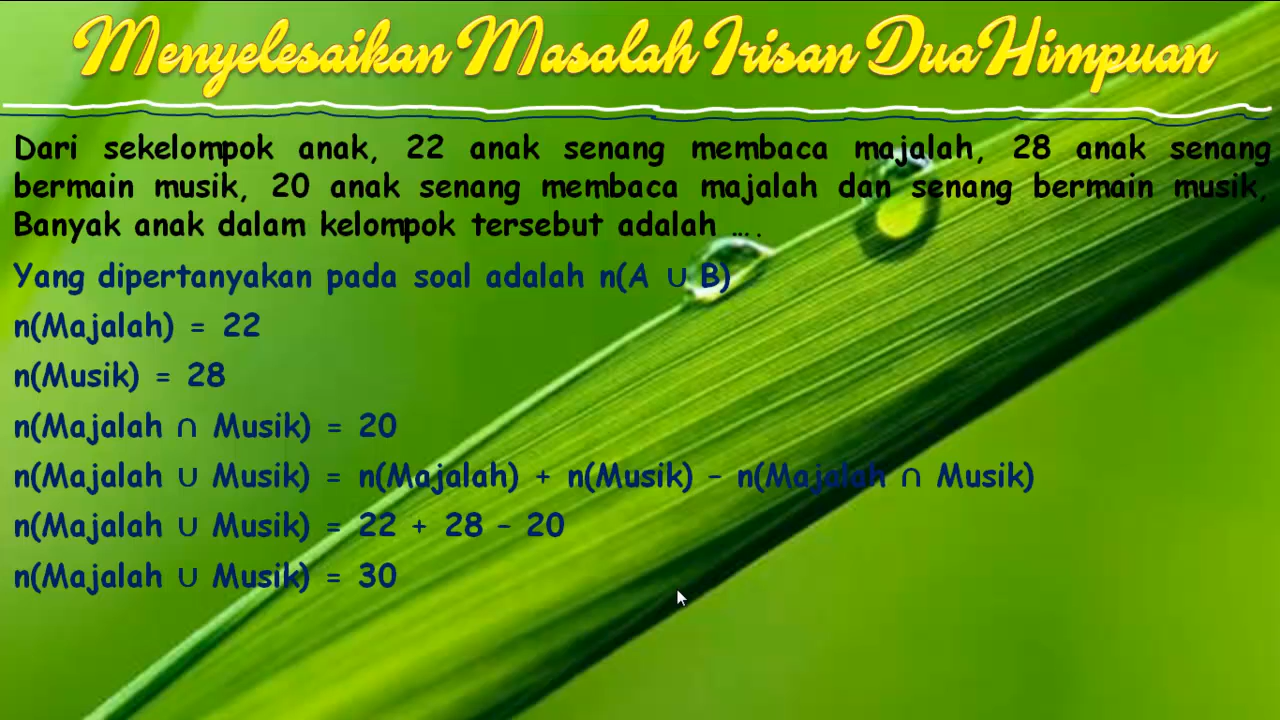 Menyelesaikan Masalah Irisan Dua Himpuan
Dari sekelompok anak, 22 anak senang membaca majalah, 28 anak senang
bermain musik, 20 anak senang membaca majalah dan senang bermain musik,
Banyak anak dalam kelompok tersebut adalah ….
Yang dipertanyakan pada soal adalah n(A ∪ B)
n(Majalah) = 22
n(Musik) = 28
n(Majalah ∩ Musik) = 20
n(Majalah ∪ Musik) = n(Majalah) + n(Musik) – n(Majalah ∩ Musik)
n(Majalah ∪ Musik) = 22 + 28 – 20
n(Majalah ∪ Musik) = 30